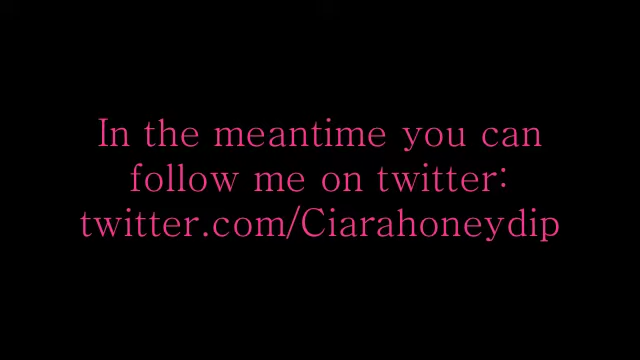 In the meantime you can
follow me on twitter:
twitter.com/Ciarahoneydip